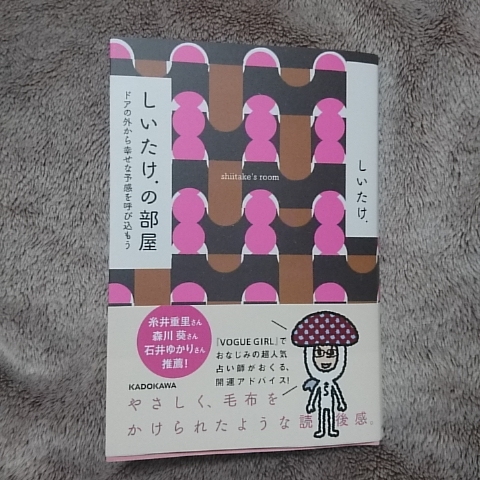 しいたけ.の部屋
ドアの外から幸せな予感を呼び込もう
shiitake's room
しいたけ.
糸井重里さん
森川 葵さん
石井ゆかりさん
推薦!
KADOKAWA
『VOGUE GIRL』で
おなじみの超人気
占い師がおくる、
開運アドバイス!
やさしく、毛布を
かけられたような読後感。
S